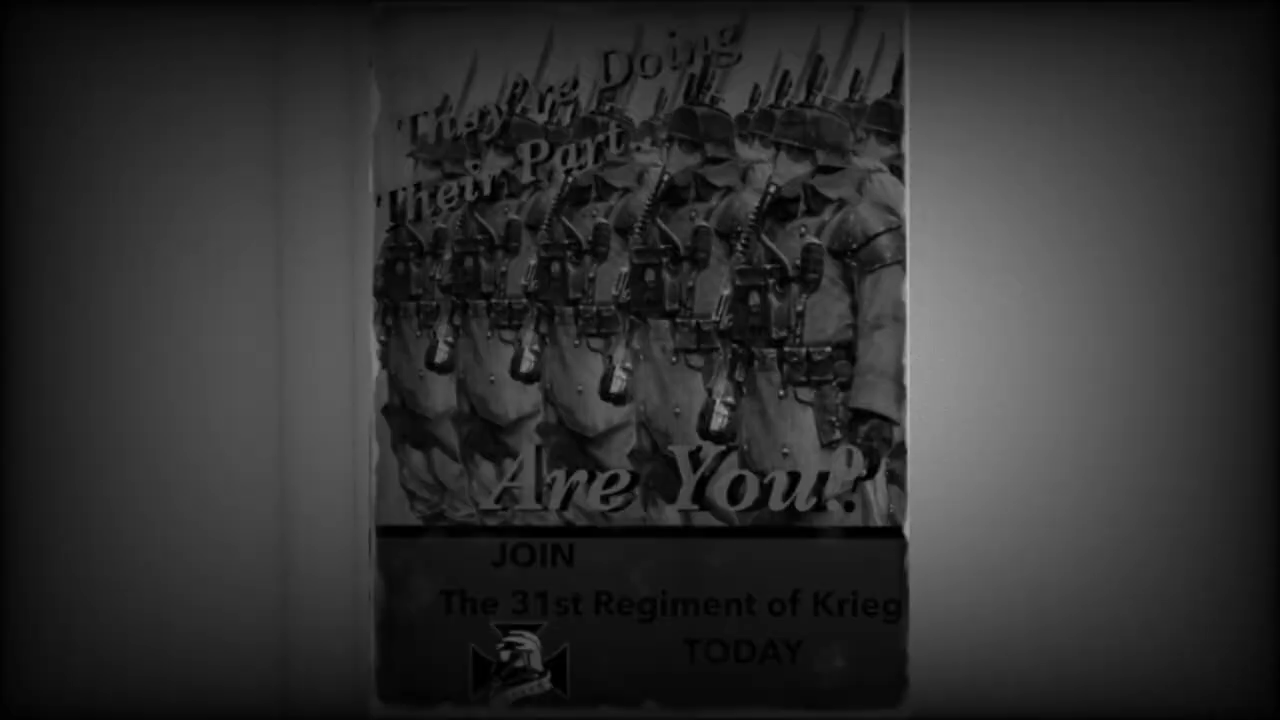 They're Doing
Their Part...
Are You?
JOIN
The 31st Regiment of Krieg
TODAY